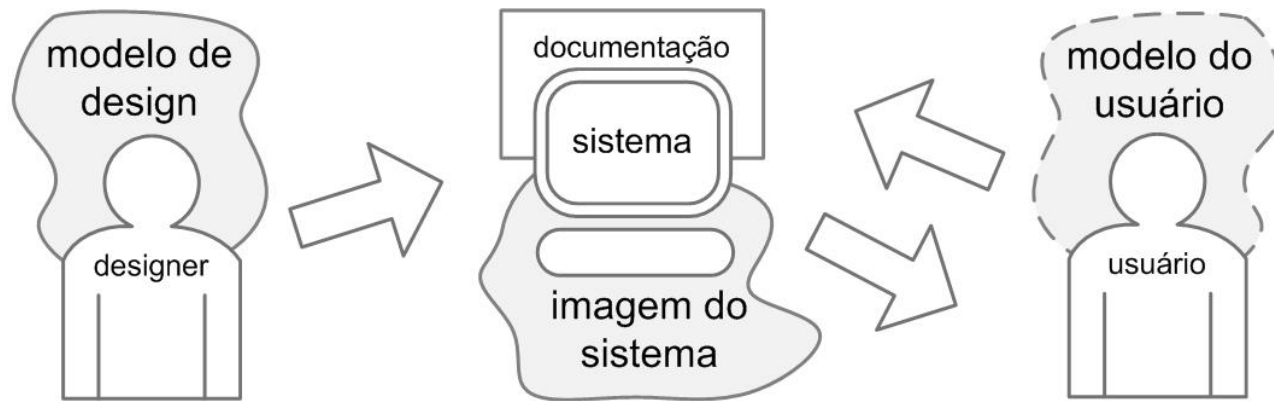 modelo de
design
designer
documentação
sistema
imagem do
sistema
modelo do
usuário
usuário